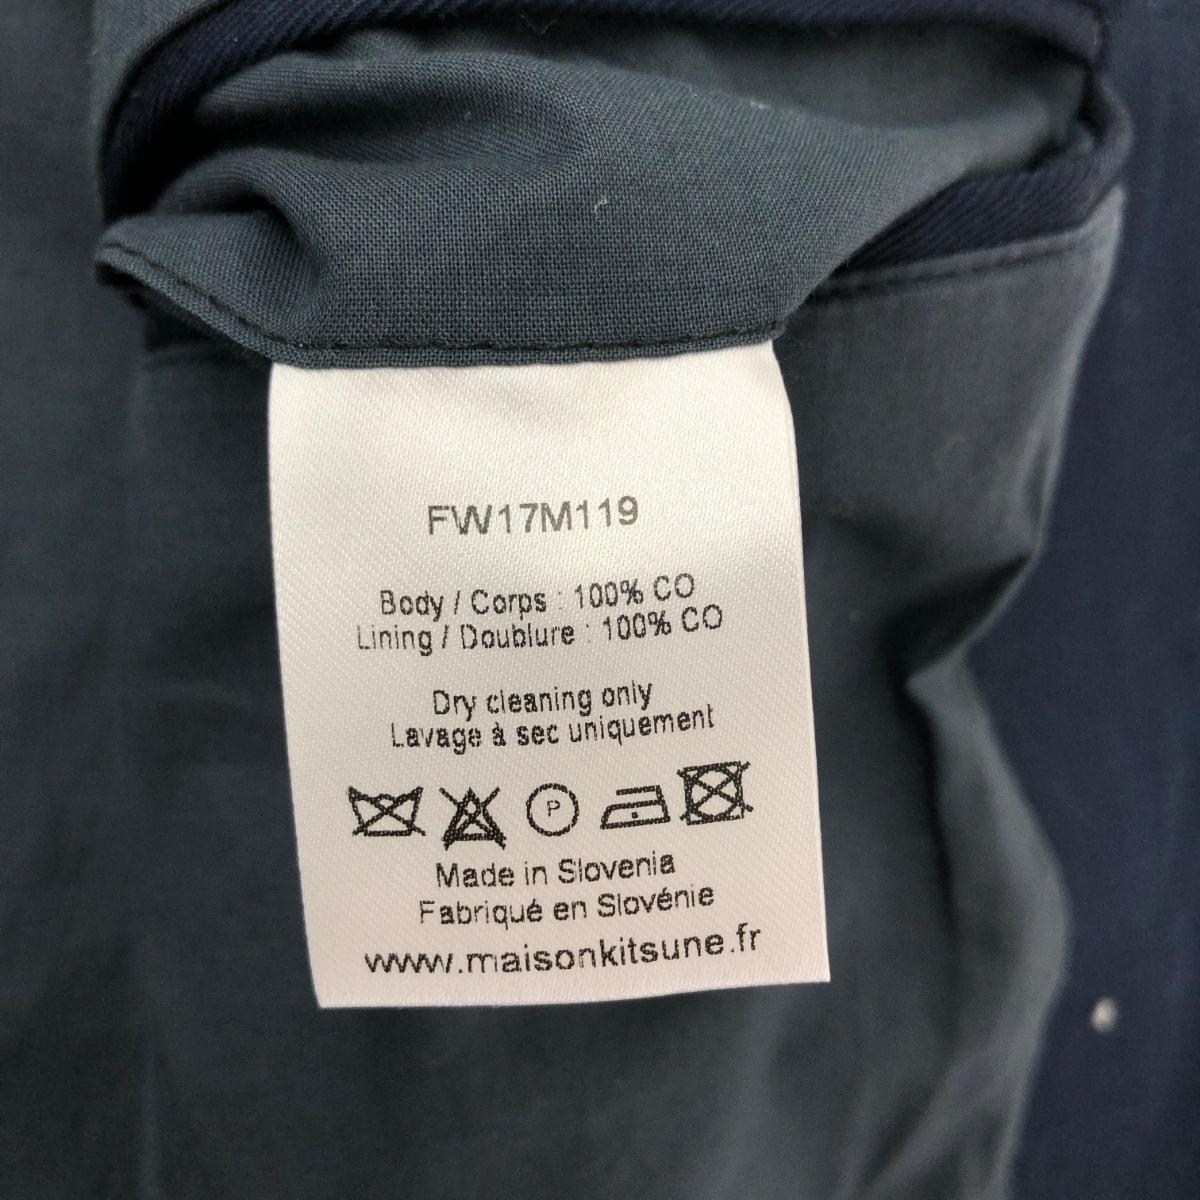 FW17M119
Body / Corps : 100% CO
Lining / Doublure : 100% CO
Dry cleaning only
Lavage à sec uniquement
P
Made in Slovenia
Fabriqué en Slovénie
www.maisonkitsune.fr